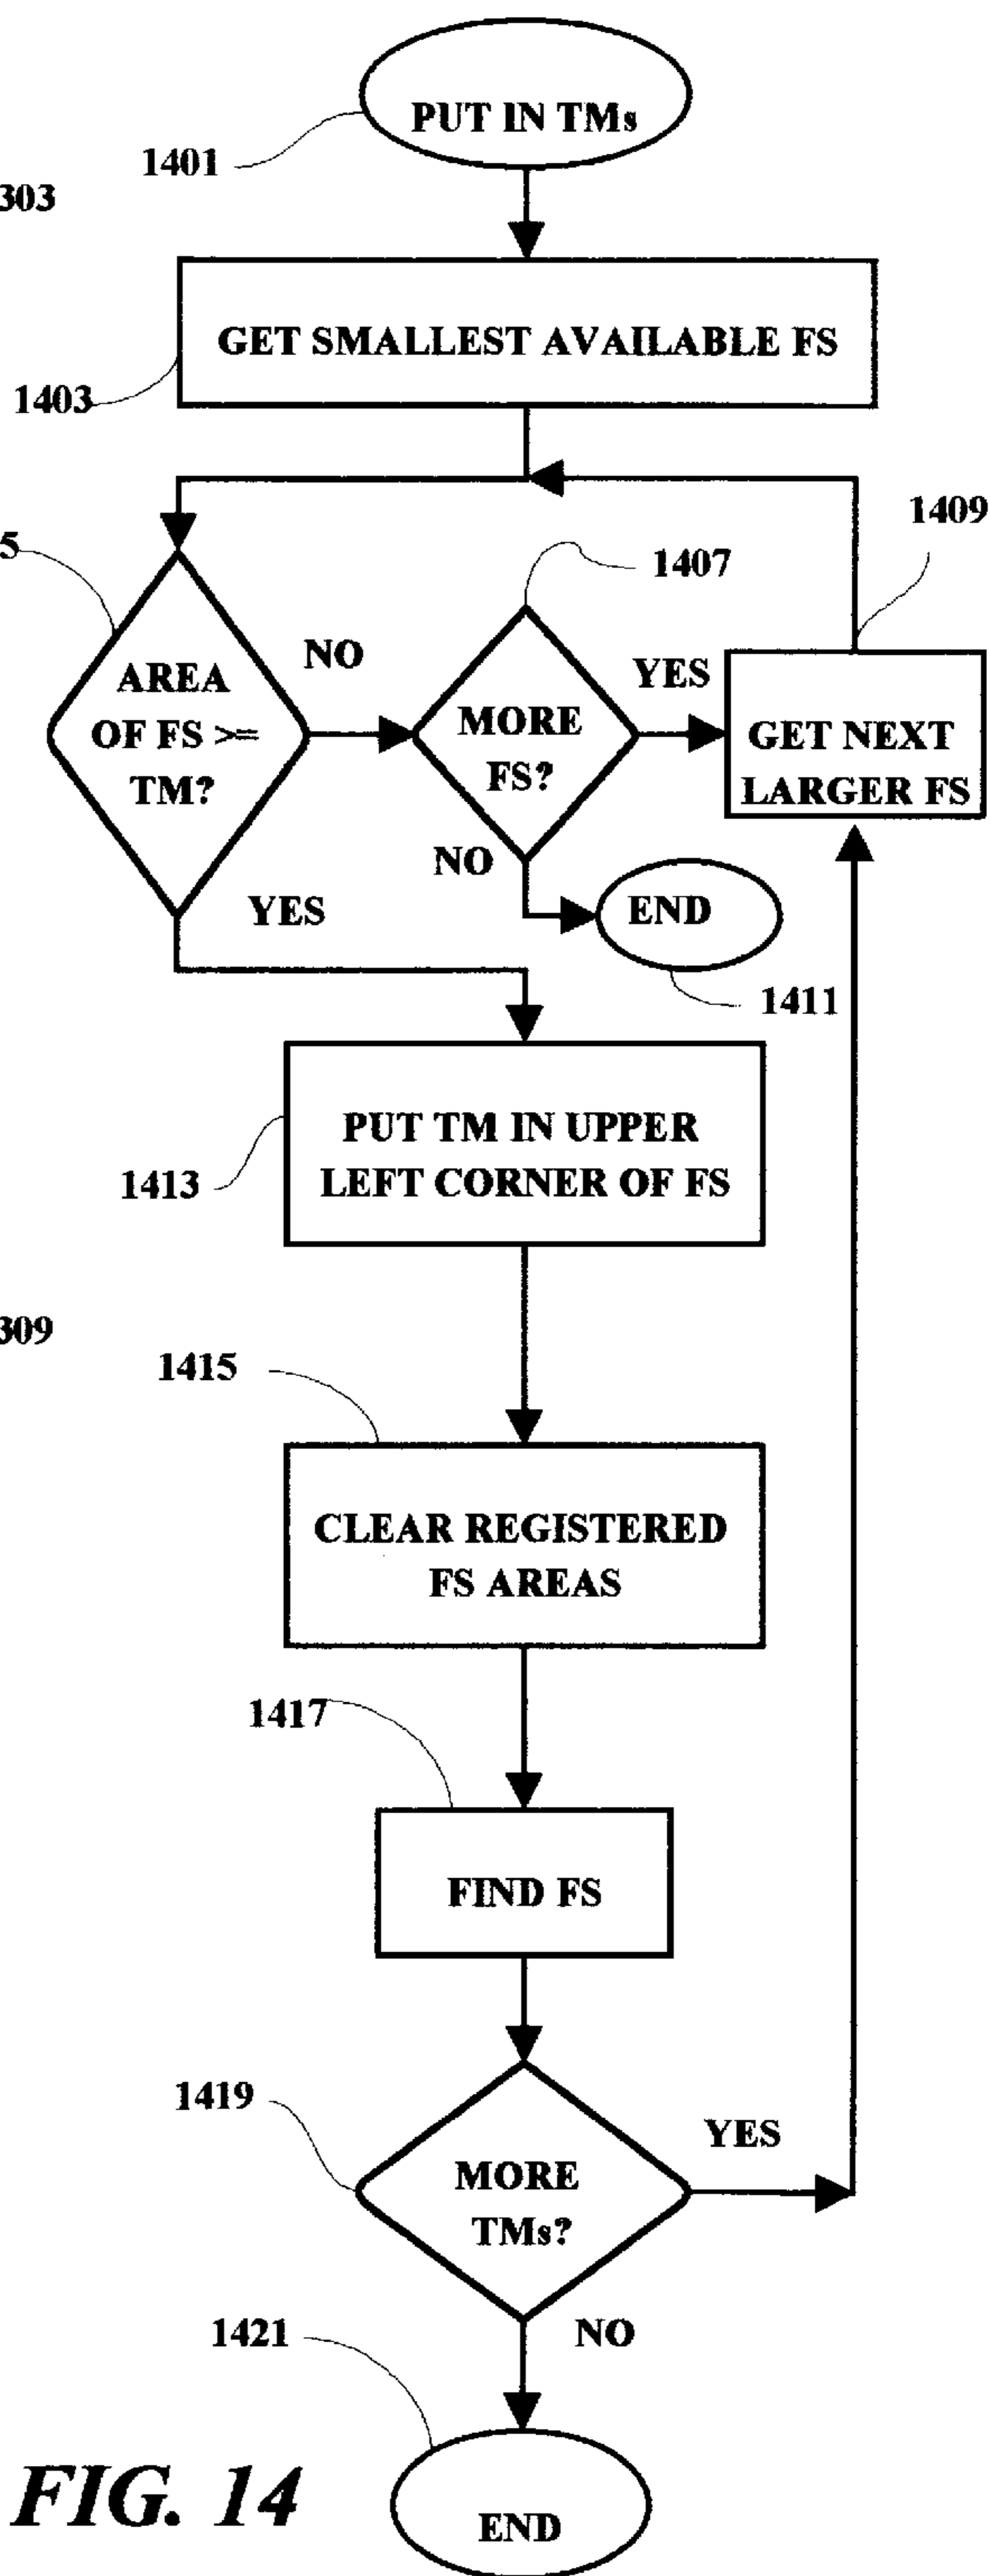 PUT IN TMs
1401
303
GET SMALLEST AVAILABLE FS
1403
1409
5
1407
NO
YES
AREA
OF FS >=
TM?
MORE
FS?
GET NEXT
LARGER FS
NO
YES
END
1411
PUT TM IN UPPER
LEFT CORNER OF FS
1413
309
1415
CLEAR REGISTERED
FS AREAS
1417
FIND FS
1419
YES
MORE
TMs?
NO
1421
END
FIG. 14